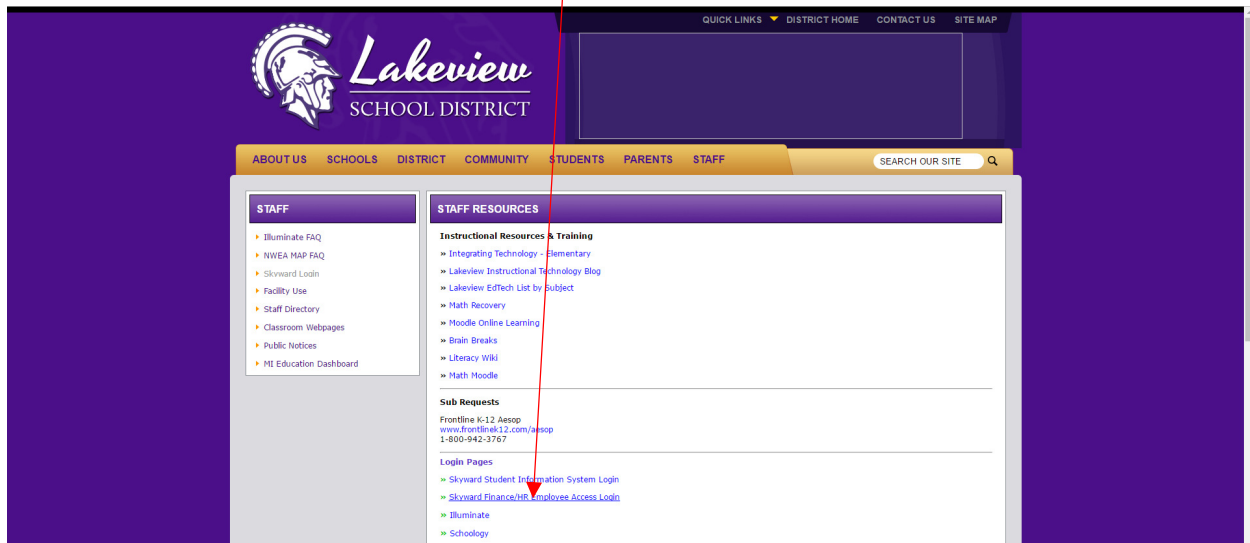 QUICK LINKS DISTRICT HOME CONTACT US SITE MAP
Lakeview
SCHOOL DISTRICT
ABOUT US SCHOOLS DISTRICT COMMUNITY STUDENTS PARENTS STAFF
SEARCH OUR SITE
STAFF
Illuminate FAQ
NWEA MAP FAQ
Skyward Login
Facility Use
Staff Directory
Classroom Webpages
Public Notices
MI Education Dashboard
STAFF RESOURCES
Instructional Resources & Training
» Integrating Technology - Elementary
» Lakeview Instructional Technology Blog
» Lakeview EdTech List by Subject
» Math Recovery
» Moodle Online Learning
» Brain Breaks
» Literacy Wiki
» Math Moodle
Sub Requests
Frontline K-12 Aesop
www.frontlinek12.com/aesop
1-800-942-3767
Login Pages
» Skyward Student Information System Login
» Skyward Finance/HR Employee Access Login
» Illuminate
» Schoology